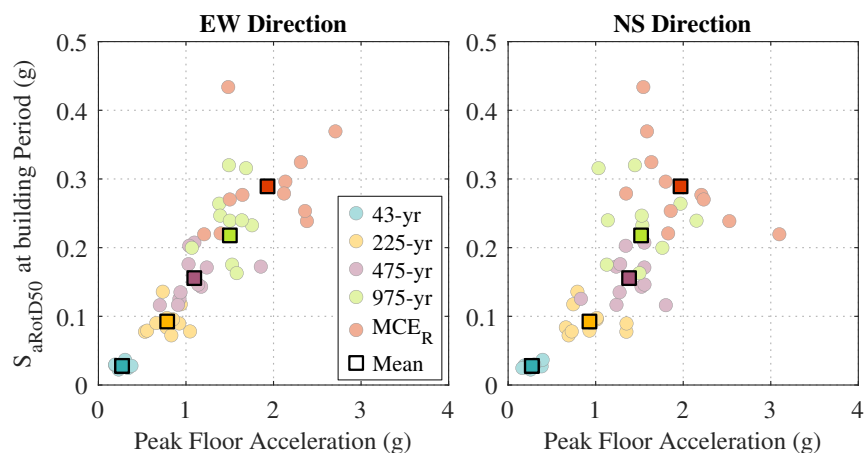 EW Direction
NS Direction
S_aRotD50 at building Period (g)
0.5
0.4
0.3
0.2
0.1
0
0 1 2 3 4
Peak Floor Acceleration (g)
43-yr
225-yr
475-yr
975-yr
MCE_R
Mean
0.5
0.4
0.3
0.2
0.1
0
0 1 2 3 4
Peak Floor Acceleration (g)